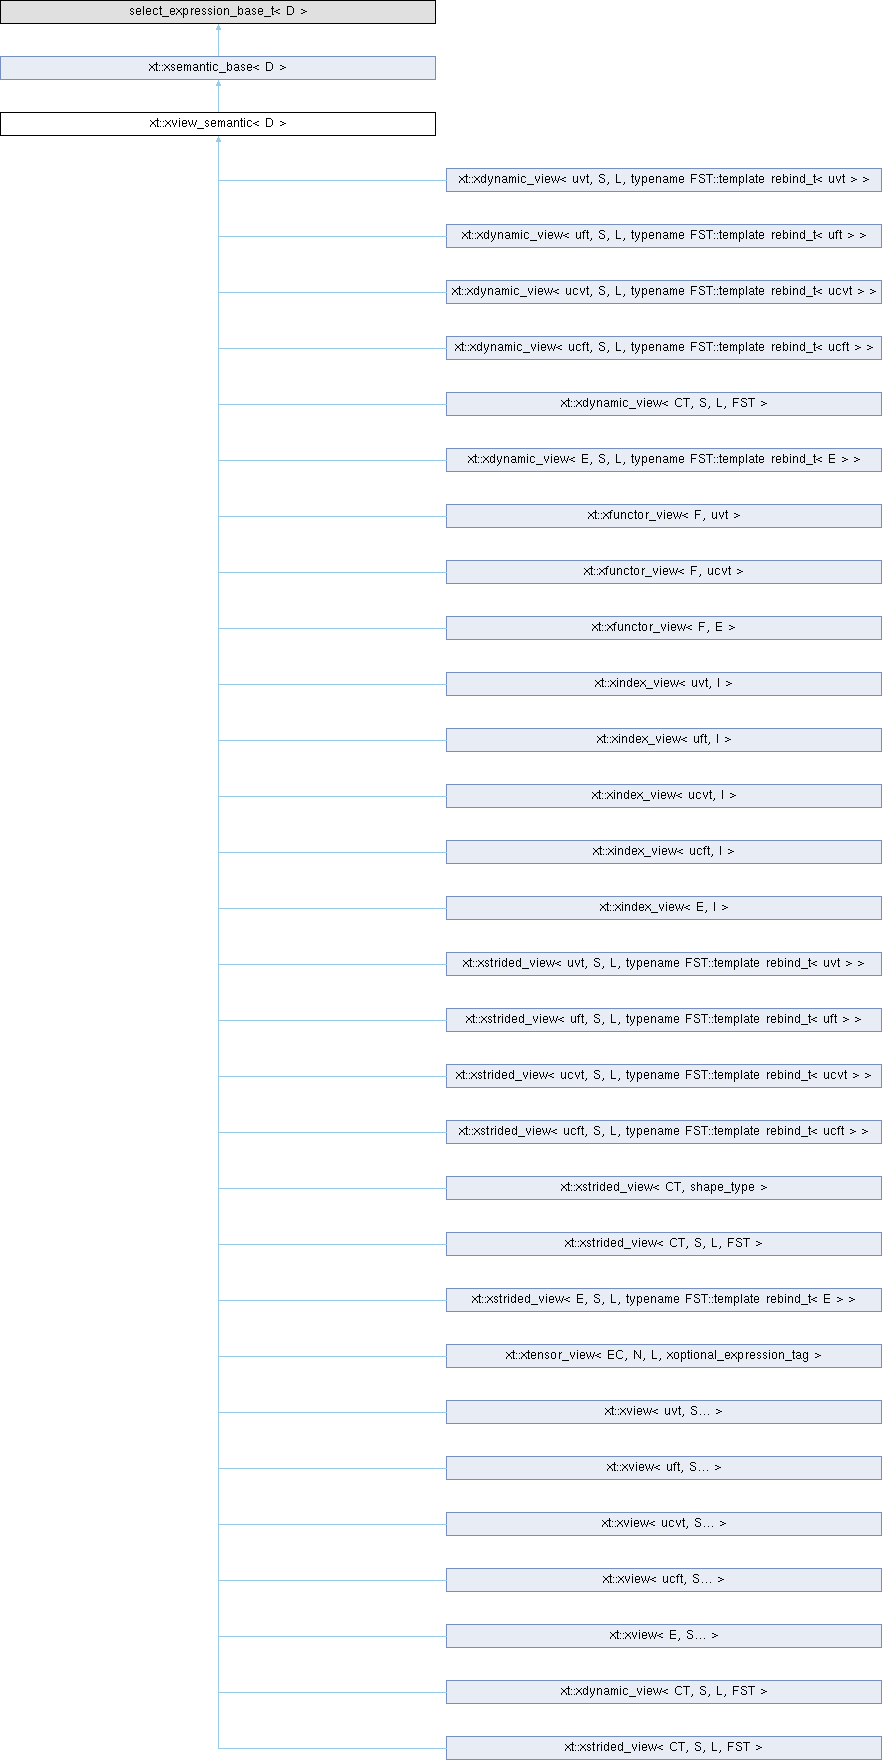 select_expression_base_t< D >
xt::xsemantic_base< D >
xt::xview_semantic< D >
xt::xdynamic_view< uvt, S, L, typename FST::template rebind_t< uvt > >
xt::xdynamic_view< uft, S, L, typename FST::template rebind_t< uft > >
xt::xdynamic_view< ucvt, S, L, typename FST::template rebind_t< ucvt > >
xt::xdynamic_view< ucft, S, L, typename FST::template rebind_t< ucft > >
xt::xdynamic_view< CT, S, L, FST >
xt::xdynamic_view< E, S, L, typename FST::template rebind_t< E > >
xt::xfunctor_view< F, uvt >
xt::xfunctor_view< F, ucvt >
xt::xfunctor_view< F, E >
xt::xindex_view< uvt, I >
xt::xindex_view< uft, I >
xt::xindex_view< ucvt, I >
xt::xindex_view< ucft, I >
xt::xindex_view< E, I >
xt::xstrided_view< uvt, S, L, typename FST::template rebind_t< uvt > >
xt::xstrided_view< uft, S, L, typename FST::template rebind_t< uft > >
xt::xstrided_view< ucvt, S, L, typename FST::template rebind_t< ucvt > >
xt::xstrided_view< ucft, S, L, typename FST::template rebind_t< ucft > >
xt::xstrided_view< CT, shape_type >
xt::xstrided_view< CT, S, L, FST >
xt::xstrided_view< E, S, L, typename FST::template rebind_t< E > >
xt::xtensor_view< EC, N, L, xoptional_expression_tag >
xt::xview< uvt, S... >
xt::xview< uft, S... >
xt::xview< ucvt, S... >
xt::xview< ucft, S... >
xt::xview< E, S... >
xt::xdynamic_view< CT, S, L, FST >
xt::xstrided_view< CT, S, L, FST >